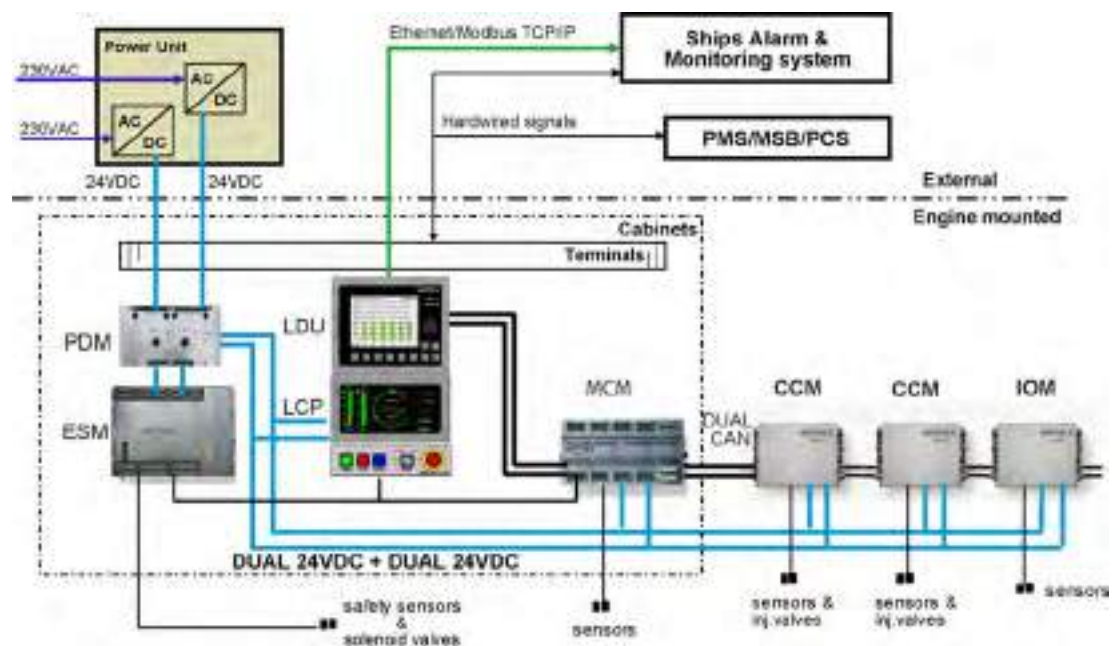 Ethernet/Modbus TCP/IP
Power Unit
Ships Alarm &
Monitoring system
230VAC
AC
DC
230VAC
AC
DC
Hardwired signals
PMS/MSB/PCS
24VDC
24VDC
External
Engine mounted
Cabinets
Terminals
PDM
LDU
ESM
LCP
MCM
CCM
CCM
IOM
DUAL
CAN
DUAL 24VDC + DUAL 24VDC
safety sensors
&
solenoid valves
sensors
sensors &
inj.valves
sensors &
inj.valves
sensors